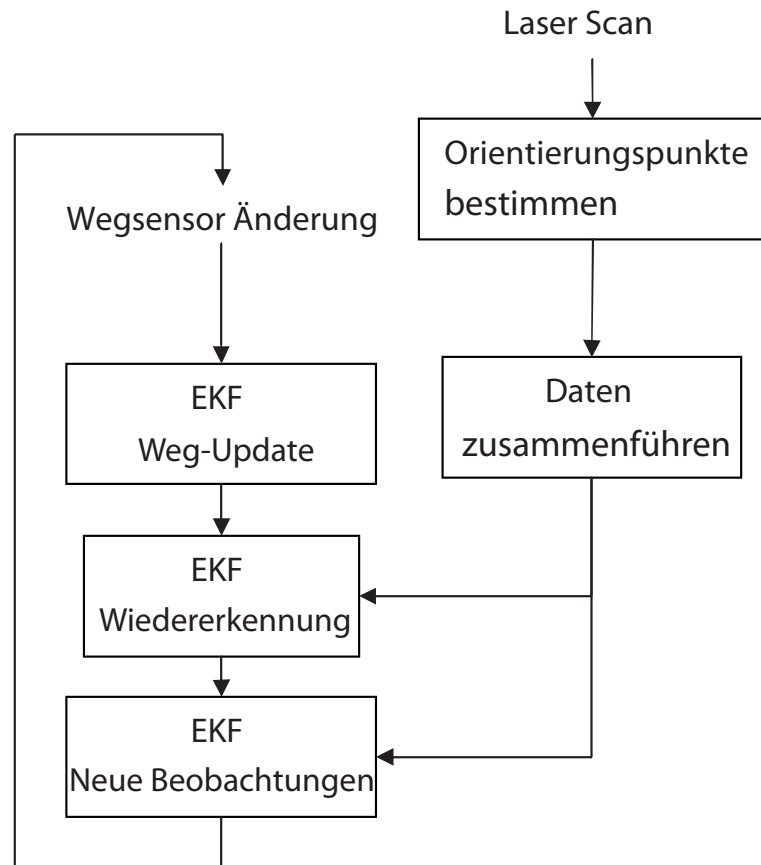 Laser Scan
Orientierungspunkte
bestimmen
Wegsensor Änderung
EKF
Weg-Update
Daten
zusammenführen
EKF
Wiedererkennung
EKF
Neue Beobachtungen